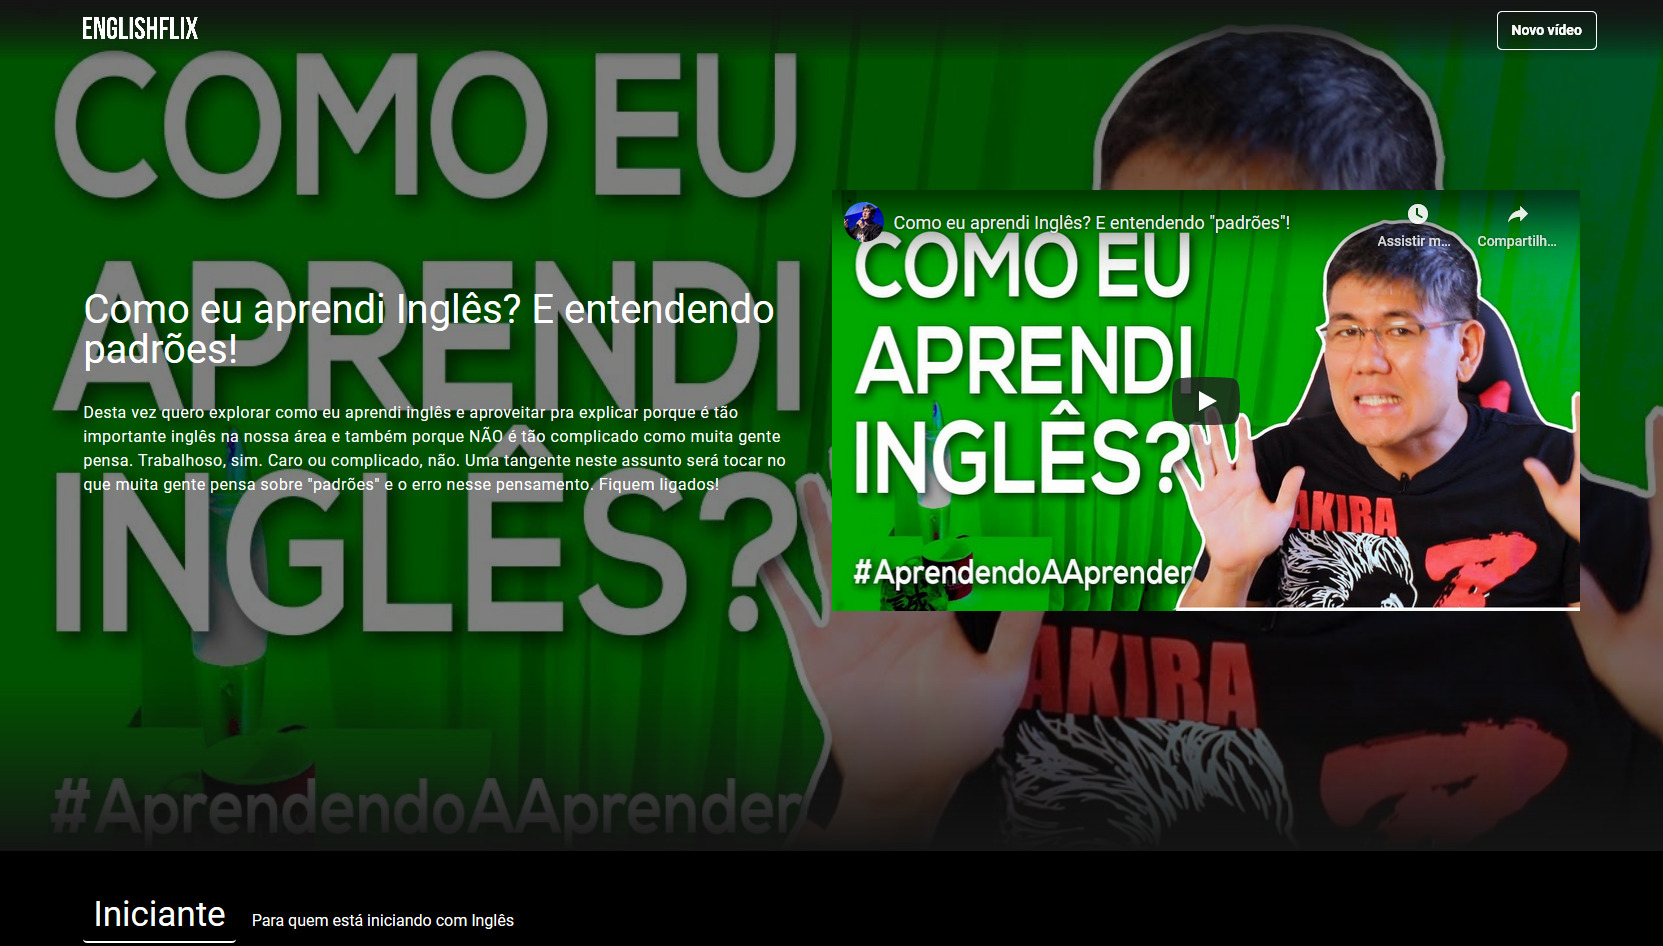 ENGLISHFLIX
Novo vídeo
COMO EU
APRENDI
INGLÊS?
#AprendendoAAprender
AKIRA
Como eu aprendi Inglês? E entendendo
padrões!
Desta vez quero explorar como eu aprendi inglês e aproveitar pra explicar porque é tão
importante inglês na nossa área e também porque NÃO é tão complicado como muita gente
pensa. Trabalhoso, sim. Caro ou complicado, não. Uma tangente neste assunto será tocar no
que muita gente pensa sobre "padrões" e o erro nesse pensamento. Fiquem ligados!
Como eu aprendi Inglês? E entendendo "padrões"!
Assistir m...
Compartilh...
COMO EU
APRENDI
INGLÊS?
#AprendendoAAprender
AKIRA
Iniciante
Para quem está iniciando com Inglês